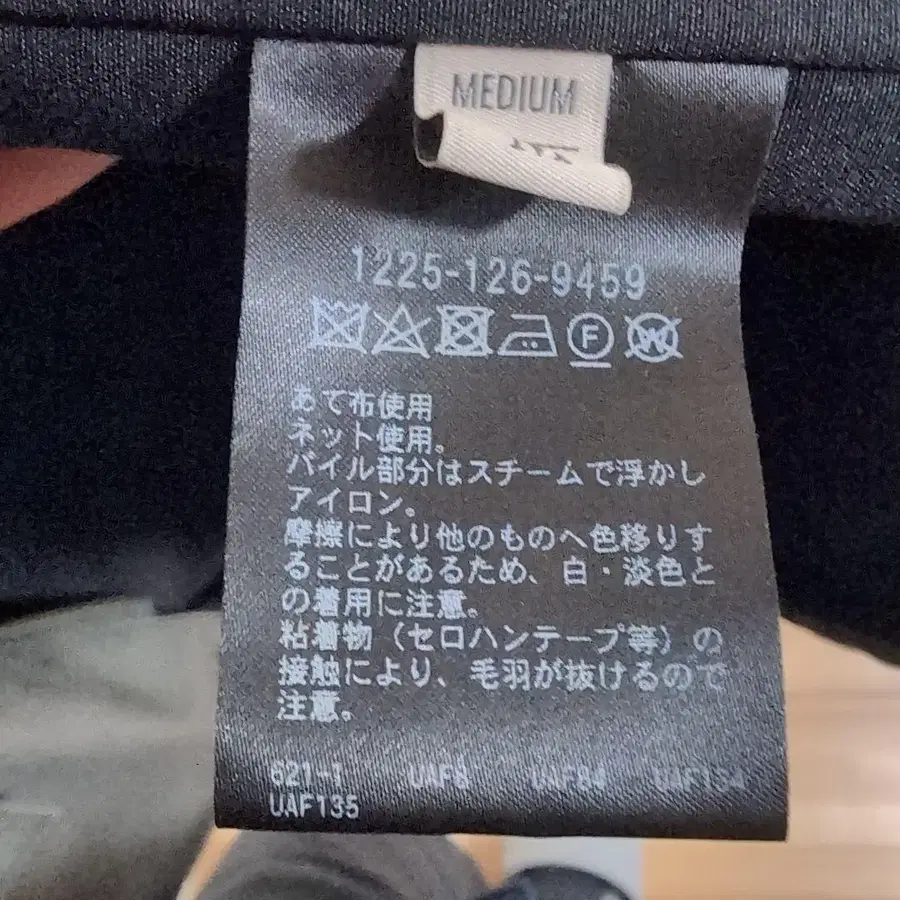 MEDIUM
1225-126-9459
F
W
あて布使用
ネット使用。
パイル部分はスチームで浮かし
アイロン。
摩擦により他のものへ色移りす
ることがあるため、白・淡色と
の着用に注意。
粘着物（セロハンテープ等）の
接触により、毛羽が抜けるので
注意。
621-1 UAF8 UAF84 UAF134
UAF135